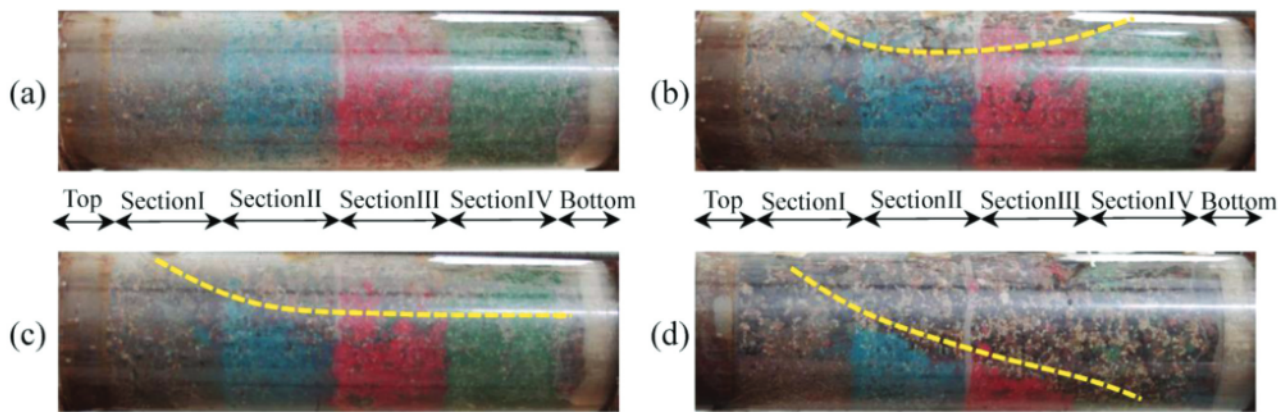 (a)
(b)
Top SectionI SectionII SectionIII SectionIV Bottom
Top SectionI SectionII SectionIII SectionIV Bottom
(c)
(d)